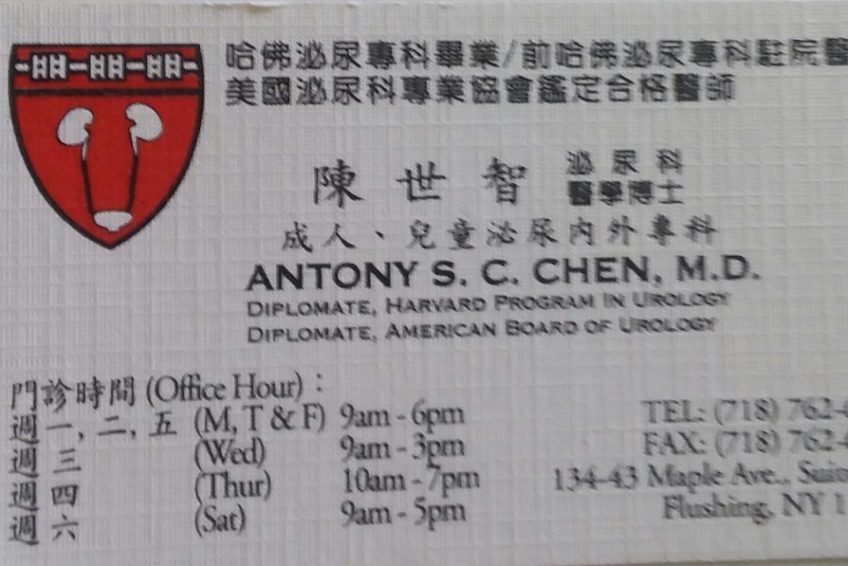 哈佛泌尿專科畢業/前哈佛泌尿專科駐院醫
美國泌尿科專業協會鑑定合格醫師
陳世智 泌尿科
醫學博士
成人、兒童泌尿內外專科
ANTONY S. C. CHEN, M.D.
DIPLOMATE, HARVARD PROGRAM IN UROLOGY
DIPLOMATE, AMERICAN BOARD OF UROLOGY
門診時間 (Office Hour) :
週一, 二, 五 (M, T & F) 9am - 6pm TEL: (718) 762-
週三 (Wed) 9am - 3pm FAX: (718) 762-
週四 (Thur) 10am - 7pm 134-43 Maple Ave.,
週六 (Sat) 9am - 5pm Flushing, NY 1